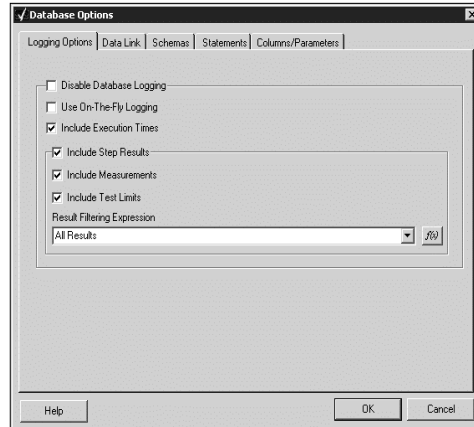 Database Options
Logging Options Data Link Schemas Statements Columns/Parameters
Disable Database Logging
Use On-The-Fly Logging
Include Execution Times
Include Step Results
Include Measurements
Include Test Limits
Result Filtering Expression
All Results f(x)
Help OK Cancel